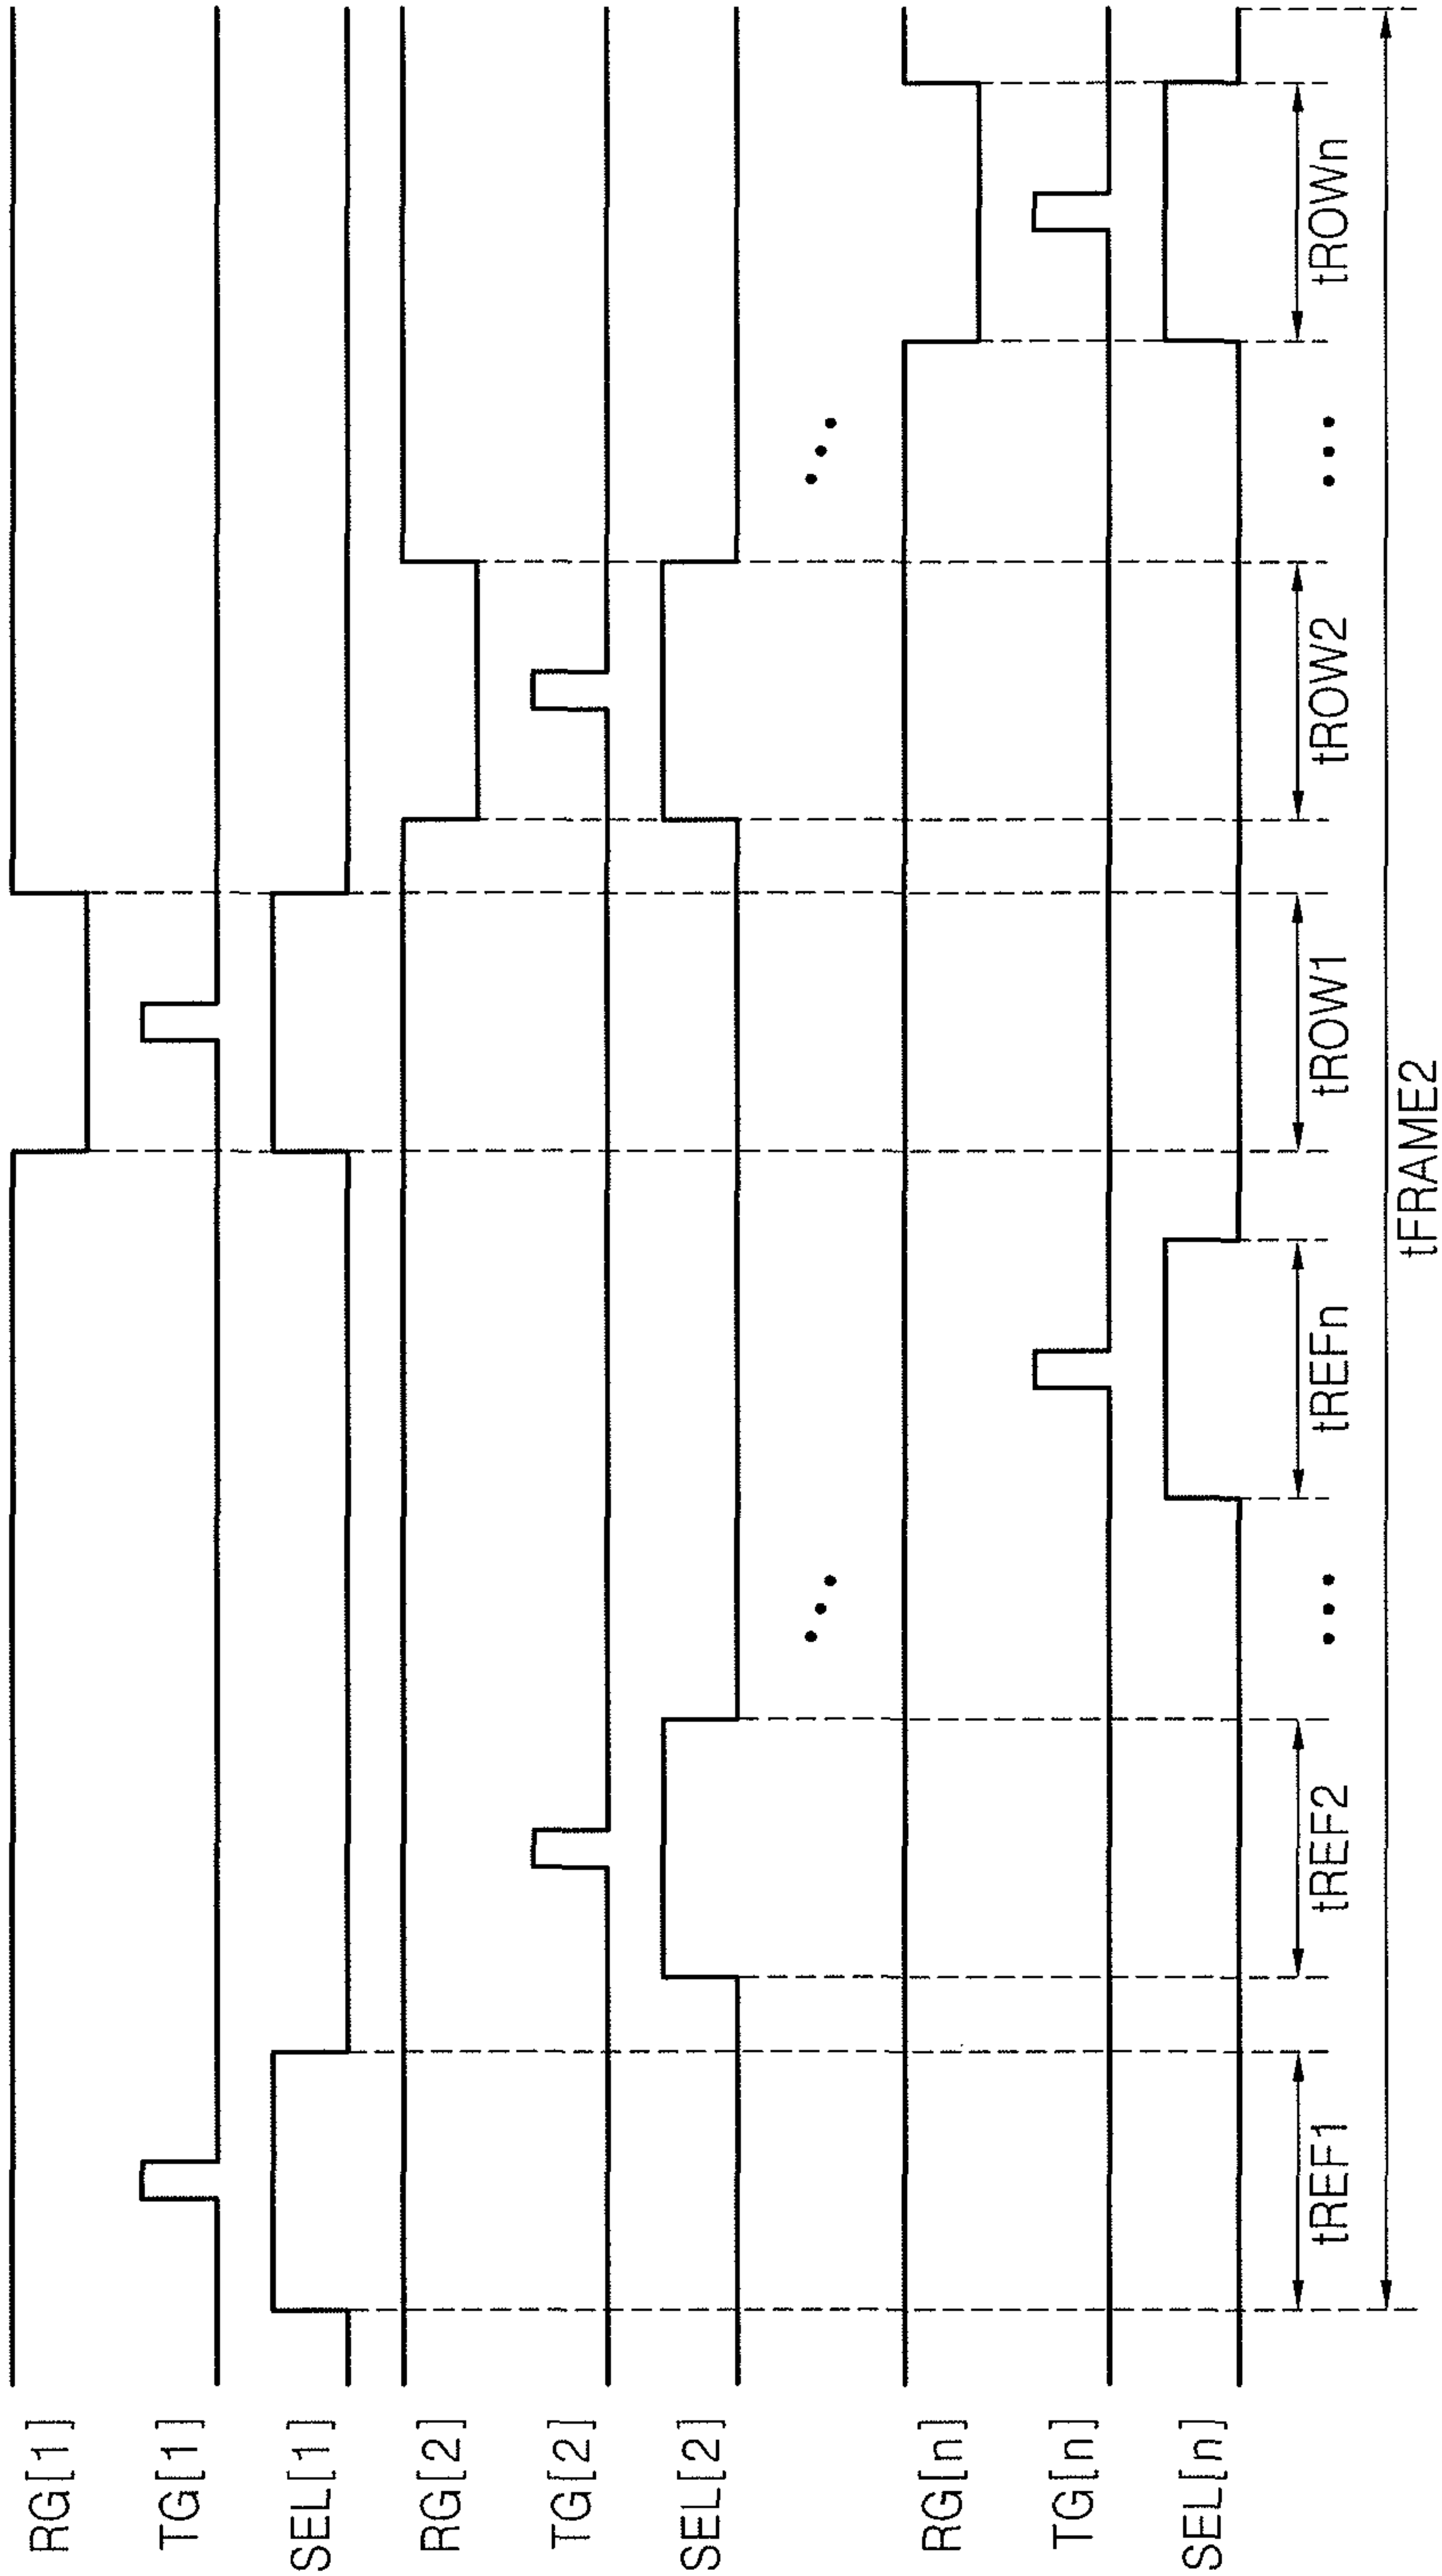 RG[1]
TG[1]
SEL[1]
RG[2]
TG[2]
SEL[2]
RG[n]
TG[n]
SEL[n]
tREF1 tREF2 tREFn tROW1 tROW2 tROWn
tFRAME2